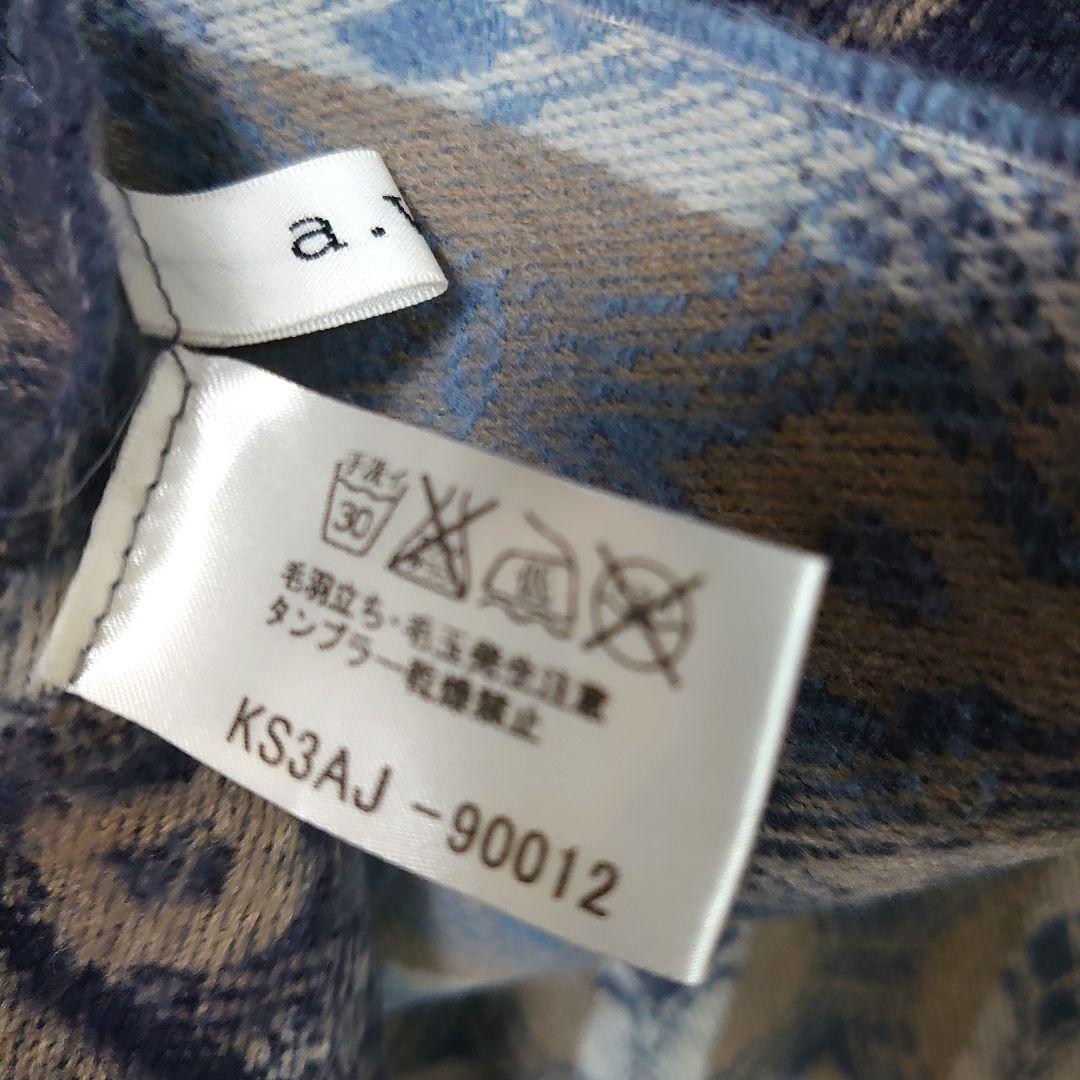 a.v
手洗イ
30
毛羽立ち・毛玉発生注意
タンブラー乾燥禁止
KS3AJ -90012